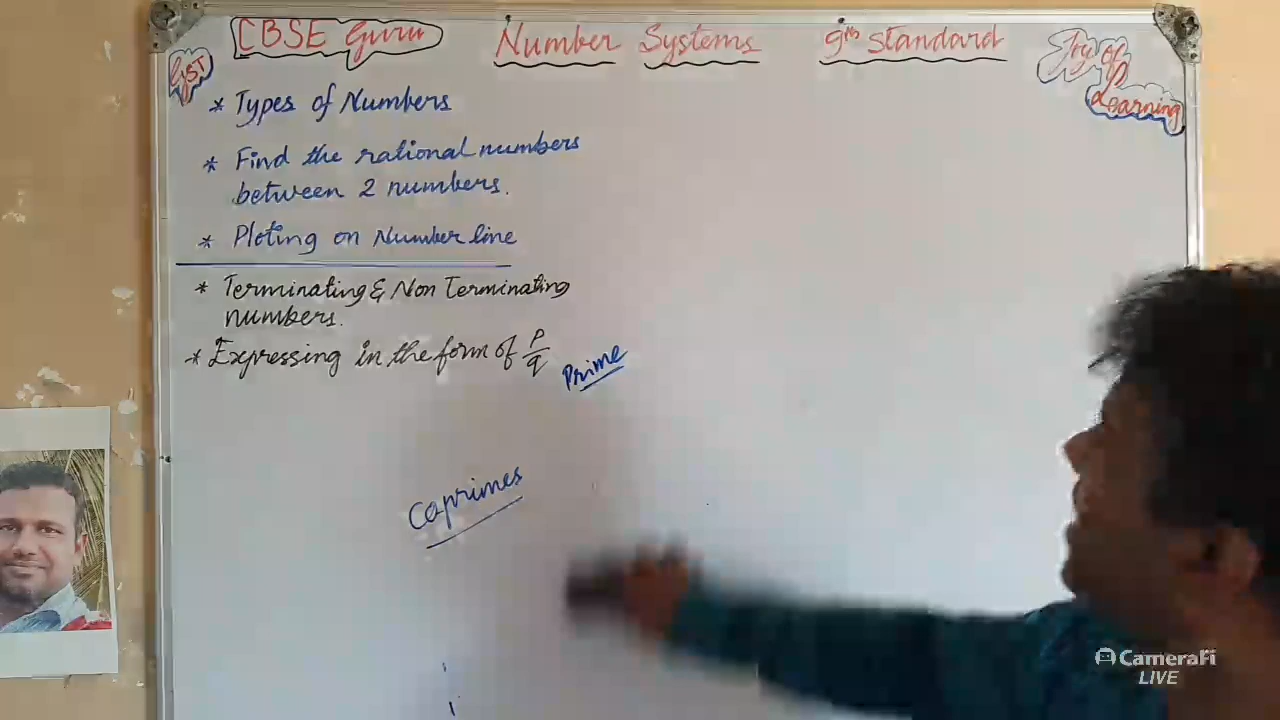 CBSE Guru
Number Systems
9th Standard
GST
Joy Of
Learning
* Types of Numbers
* Find the rational numbers
between 2 numbers.
* Ploting on Number line
* Terminating & Non Terminating
numbers.
* Expressing in the form of P/q
Prime
Coprimes
CameraFi
LIVE